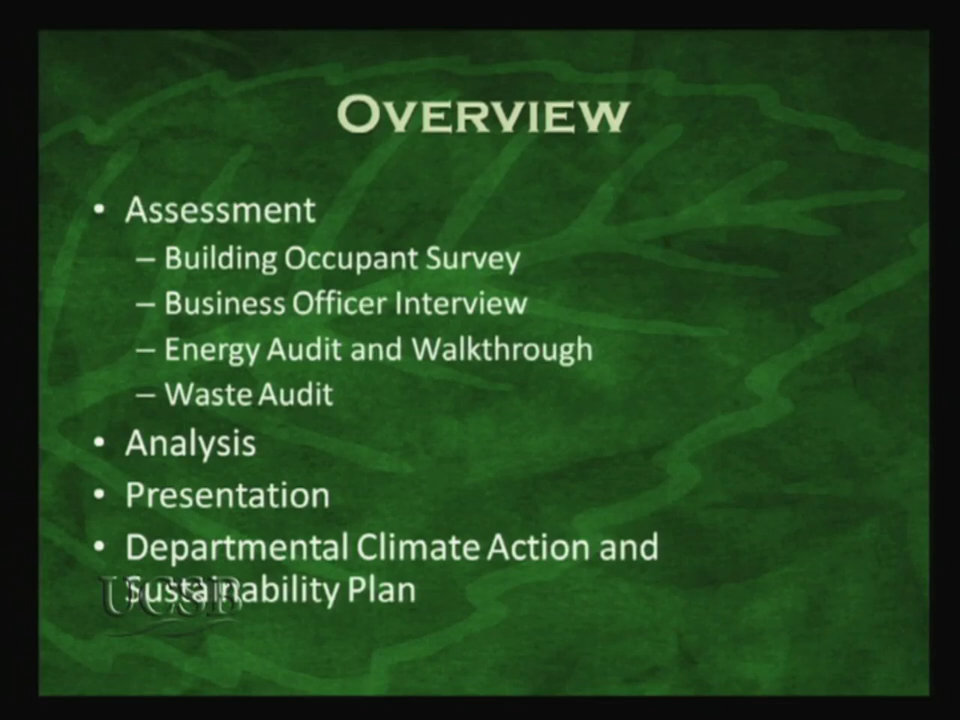 OVERVIEW
• Assessment
– Building Occupant Survey
– Business Officer Interview
– Energy Audit and Walkthrough
– Waste Audit
• Analysis
• Presentation
• Departmental Climate Action and
Sustainability Plan
UCSB